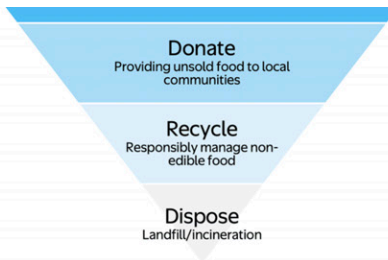 Donate
Providing unsold food to local
communities
Recycle
Responsibly manage non-
edible food
Dispose
Landfill/incineration